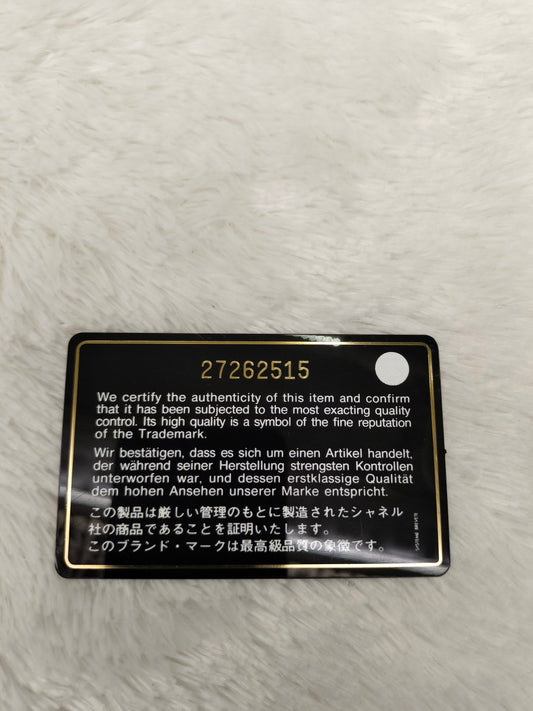 27262515
We certify the authenticity of this item and confirm
that it has been subjected to the most exacting quality
control. Its high quality is a symbol of the fine reputation
of the Trademark.
Wir bestätigen, dass es sich um einen Artikel handelt,
der während seiner Herstellung strengsten Kontrollen
unterworfen war, und dessen erstklassige Qualität
dem hohen Ansehen unserer Marke entspricht.
この製品は厳しい管理のもとに製造されたシャネル
社の商品であることを証明いたします。
このブランド・マークは最高級品質の象徴です。
SYSTEME BREVETE